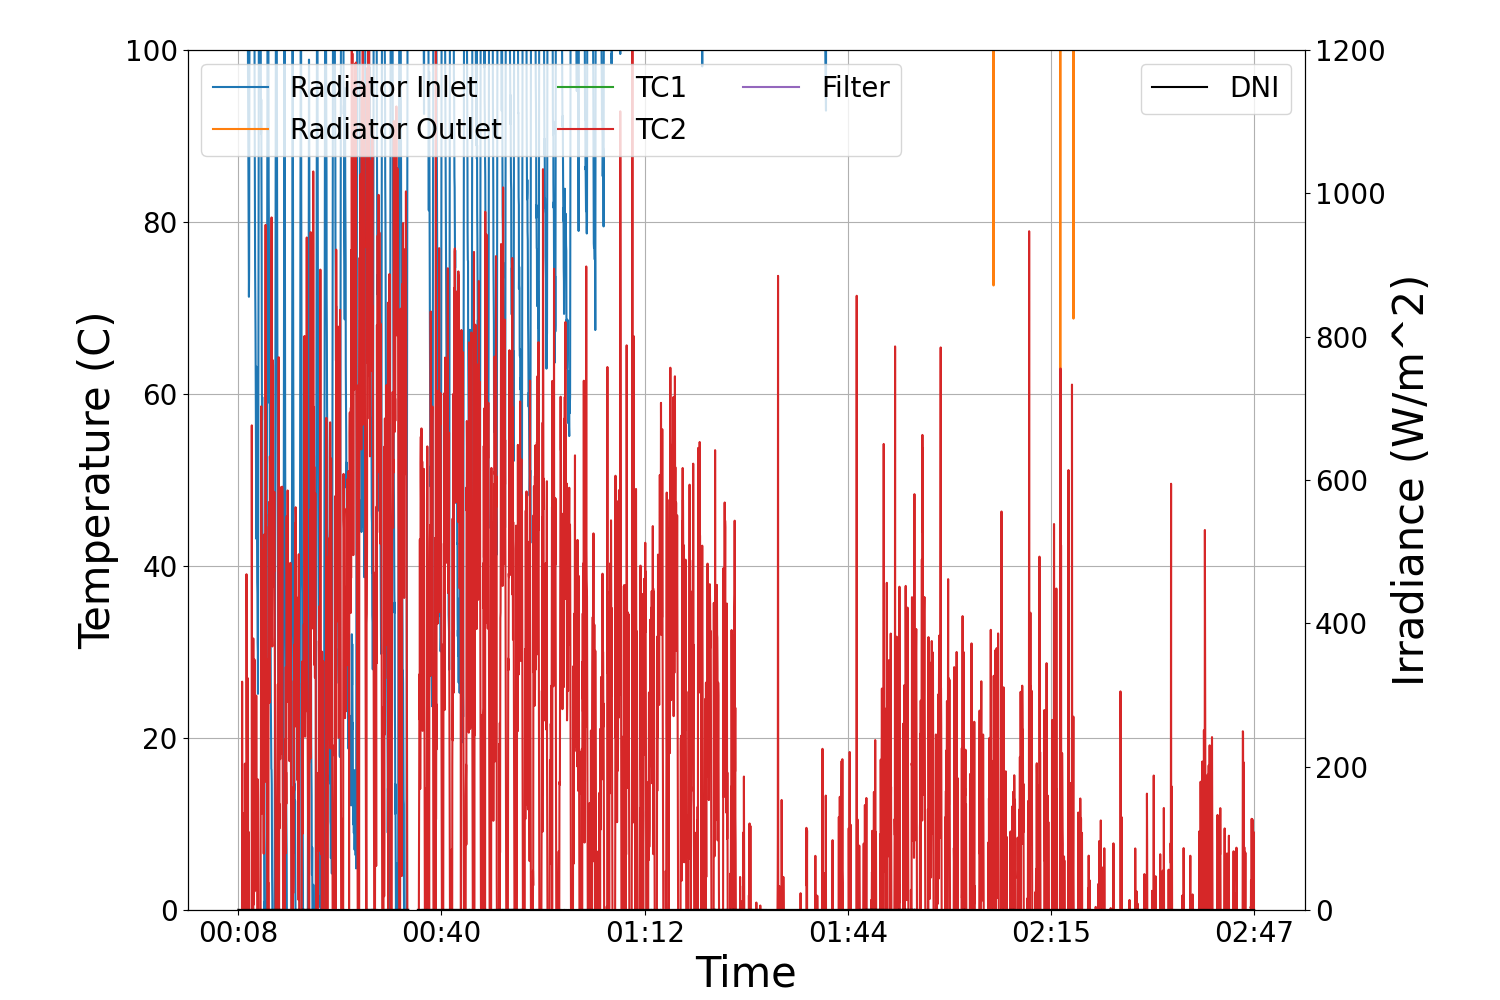 100
80
60
40
20
0
Temperature (C)
Radiator Inlet
Radiator Outlet
TC1
TC2
Filter
DNI
1200
1000
800
600
400
200
0
Irradiance (W/m^2)
00:08 00:40 01:12 01:44 02:15 02:47
Time